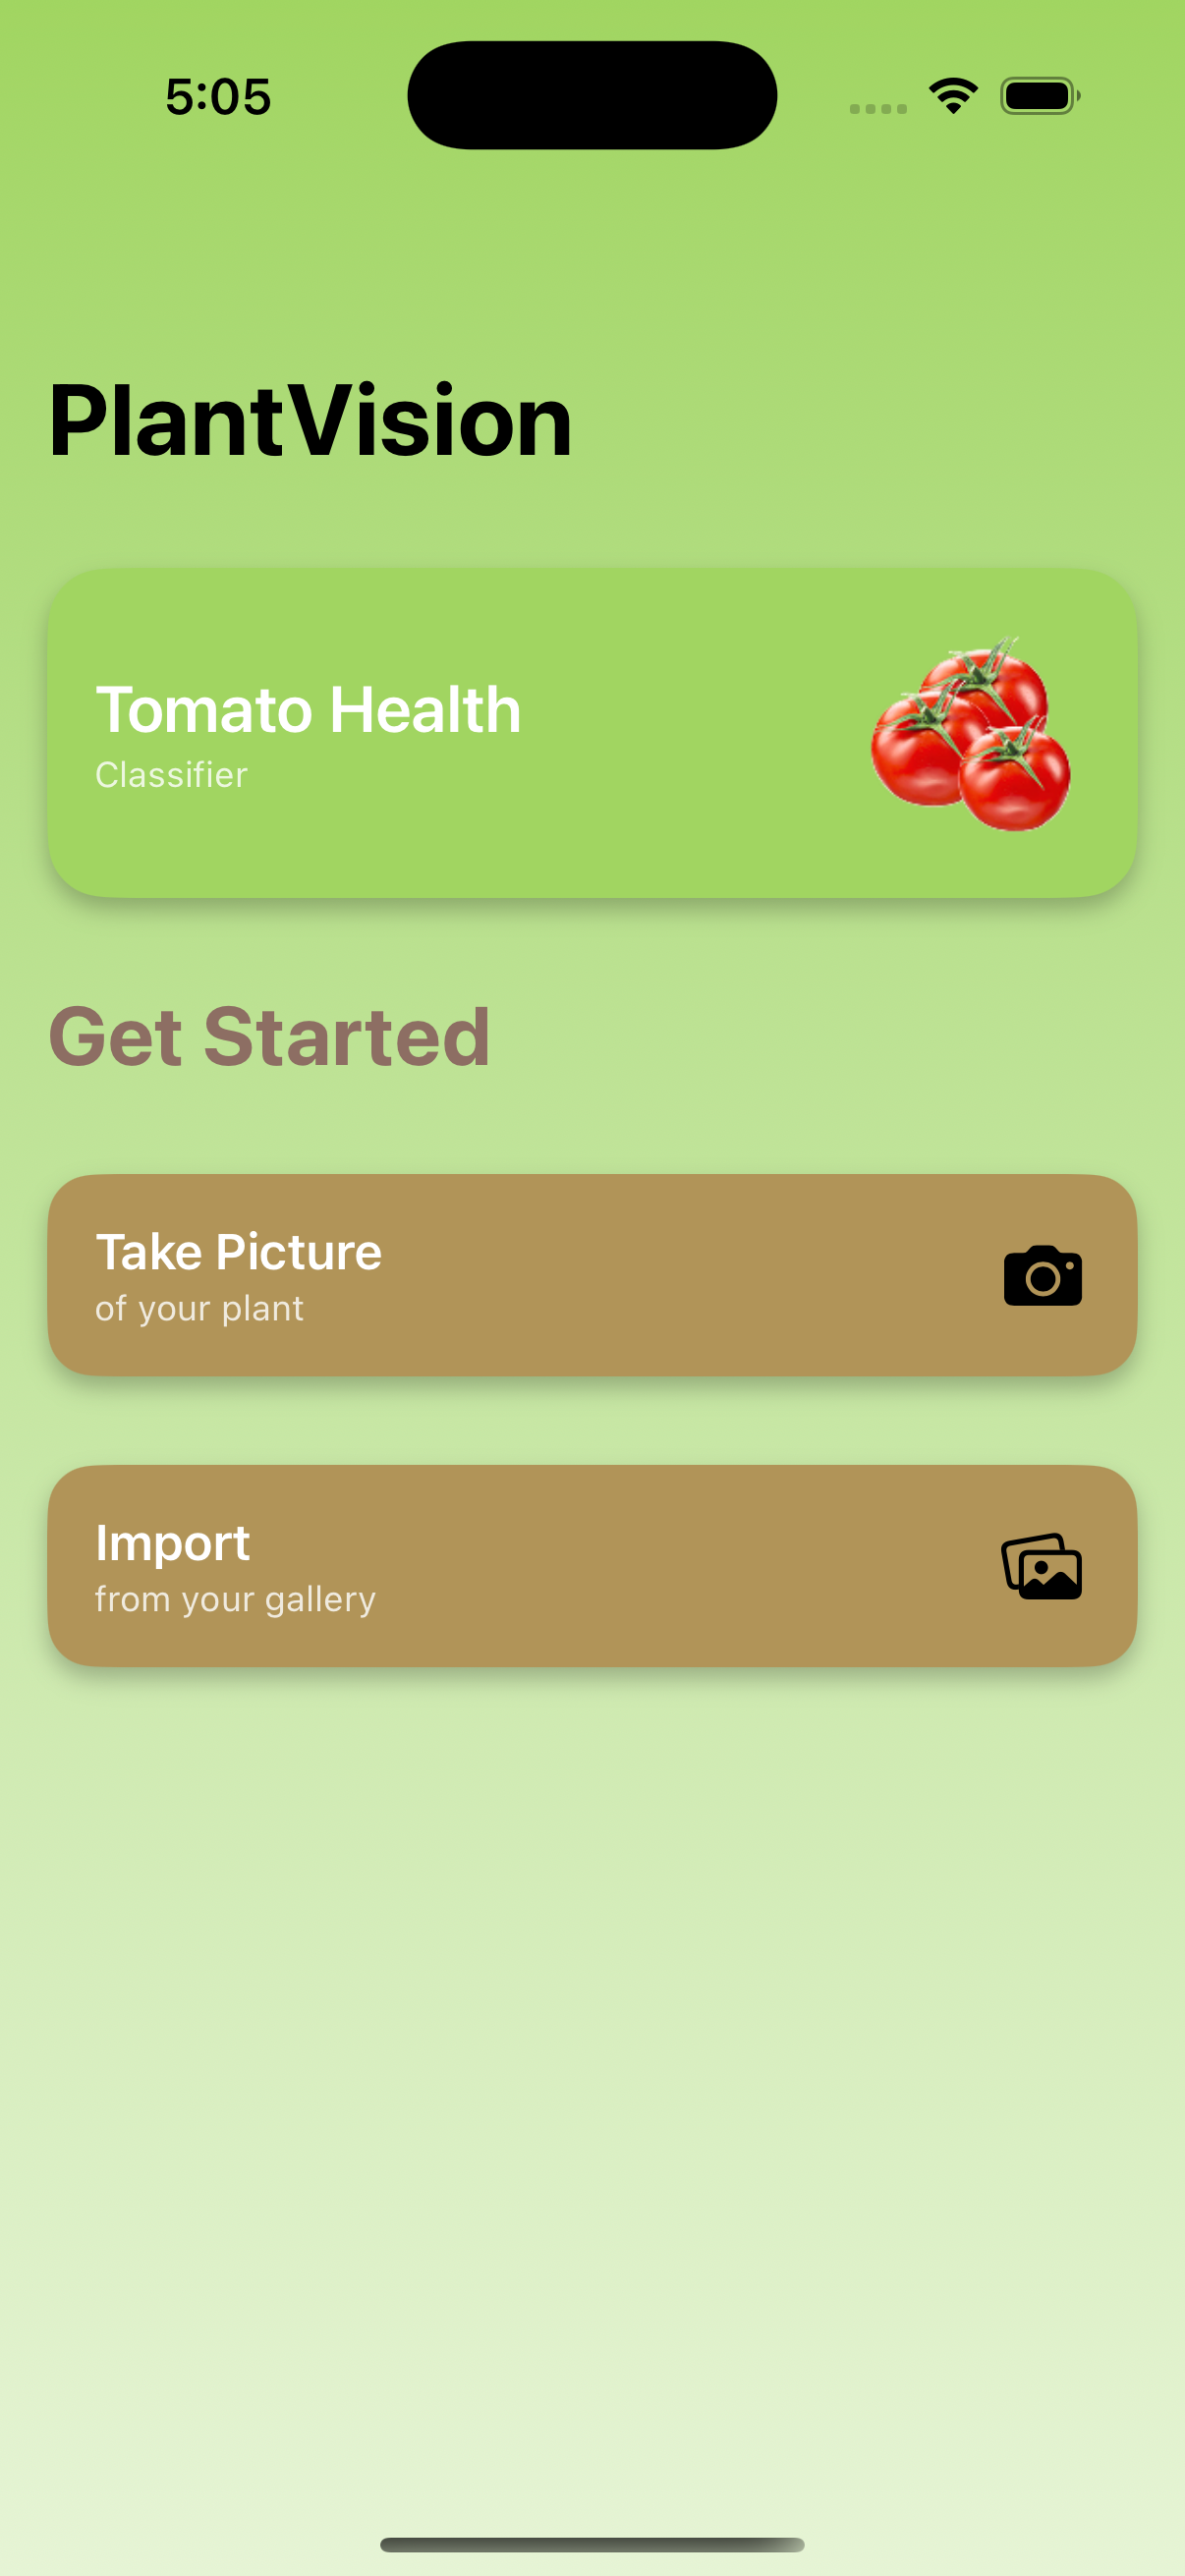 5:05
PlantVision
Tomato Health
Classifier
Get Started
Take Picture
of your plant
Import
from your gallery